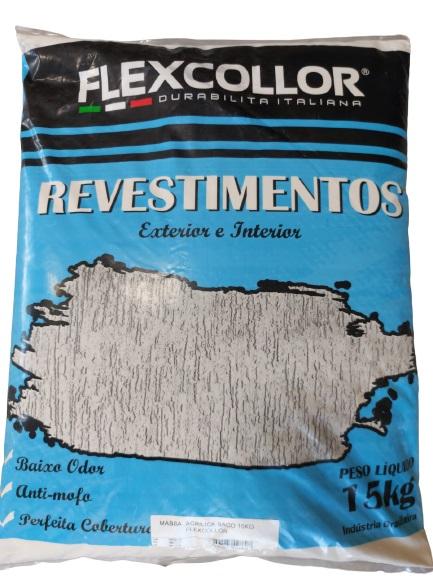 FLEXCOLLOR®
DURABILITA ITALIANA
REVESTIMENTOS
Exterior e Interior
Baixo Odor
Anti-mofo
Perfeita Cobertura
PESO LÍQUIDO
15kg
Indústria Brasileira
MASSA ACRILICA SACO 15KG
FLEXCOLLOR